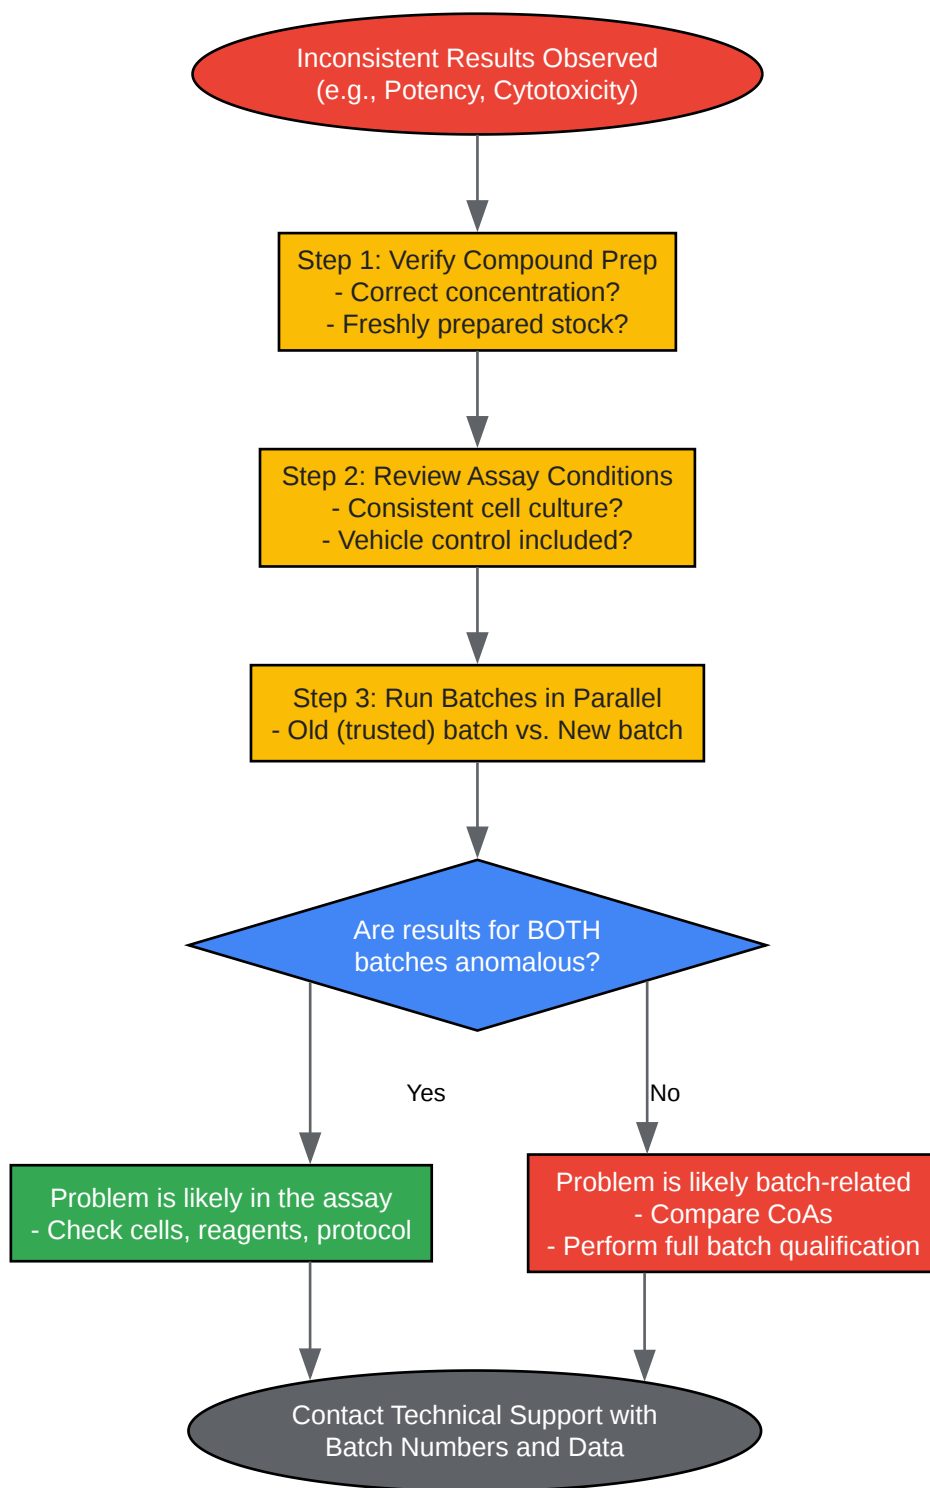 Inconsistent Results Observed
(e.g., Potency, Cytotoxicity)
Step 1: Verify Compound Prep
- Correct concentration?
- Freshly prepared stock?
Step 2: Review Assay Conditions
- Consistent cell culture?
- Vehicle control included?
Step 3: Run Batches in Parallel
- Old (trusted) batch vs. New batch
Are results for BOTH
batches anomalous?
Yes
No
Problem is likely in the assay
- Check cells, reagents, protocol
Problem is likely batch-related
- Compare CoAs
- Perform full batch qualification
Contact Technical Support with
Batch Numbers and Data